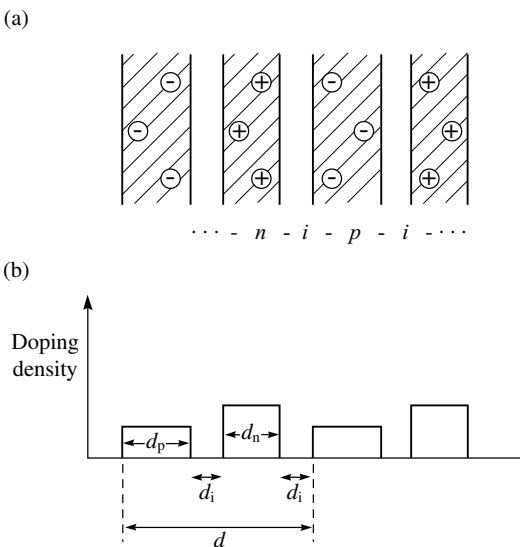 (a)
- + - +
- + - +
- + - +
··· - n - i - p - i - ···
(b)
Doping
density
dp dn
di di
d